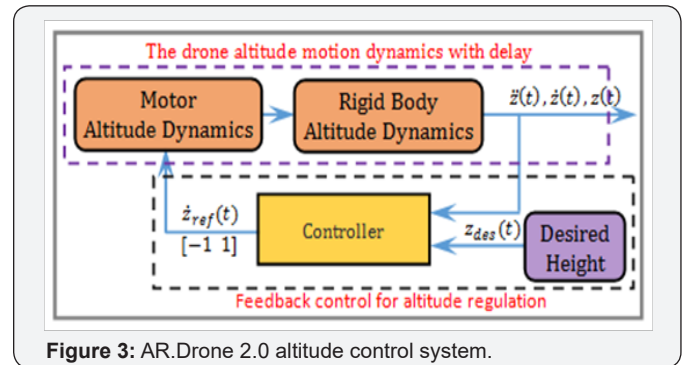 The drone altitude motion dynamics with delay
Motor
Altitude Dynamics
Rigid Body
Altitude Dynamics
z̈(t), ż(t), z(t)
ż_ref(t)
[−1 1]
Controller
z_des(t)
Desired
Height
Feedback control for altitude regulation
Figure 3: AR.Drone 2.0 altitude control system.